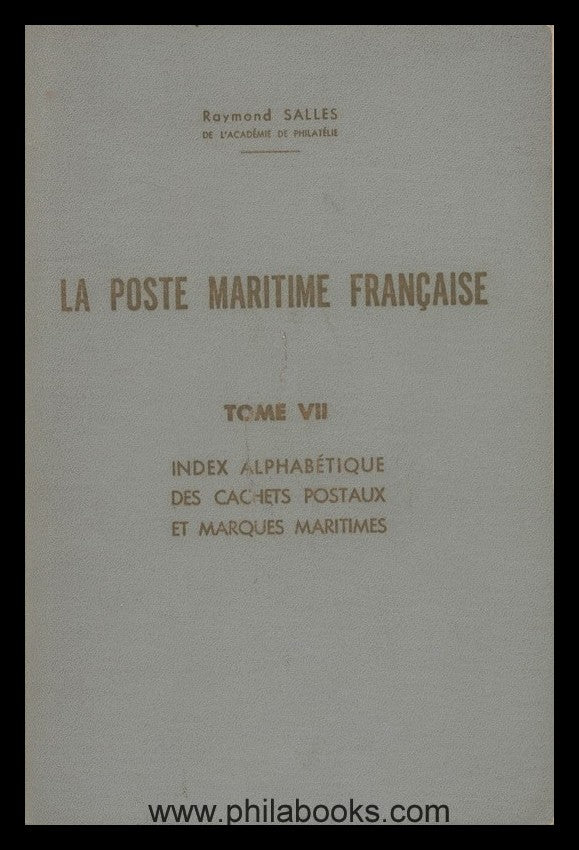 Raymond SALLES
DE L'ACADÉMIE DE PHILATÉLIE
LA POSTE MARITIME FRANÇAISE
TOME VII
INDEX ALPHABÉTIQUE
DES CACHETS POSTAUX
ET MARQUES MARITIMES
www.philabooks.com